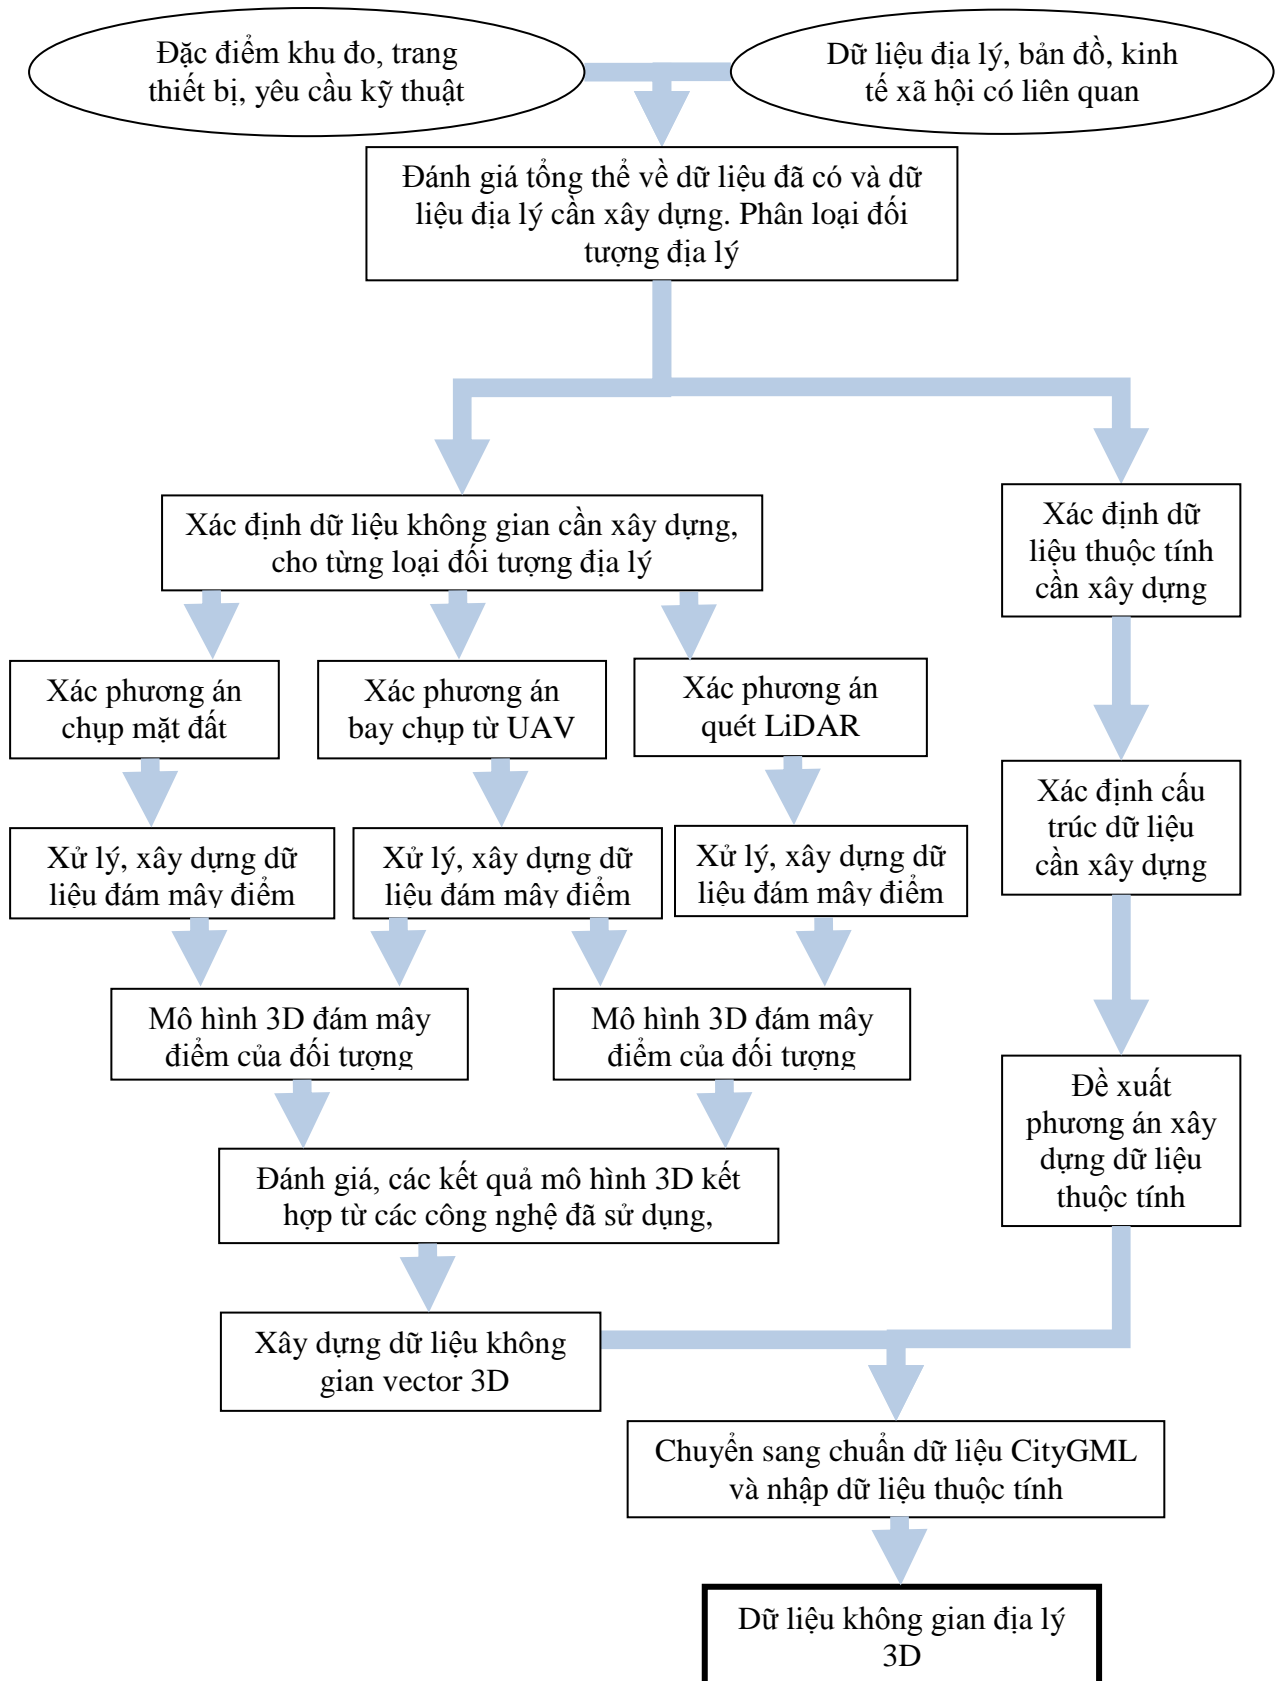 Đặc điểm khu đo, trang
thiết bị, yêu cầu kỹ thuật
Dữ liệu địa lý, bản đồ, kinh
tế xã hội có liên quan
Đánh giá tổng thể về dữ liệu đã có và dữ
liệu địa lý cần xây dựng. Phân loại đối
tượng địa lý
Xác định dữ liệu không gian cần xây dựng,
cho từng loại đối tượng địa lý
Xác định dữ
liệu thuộc tính
cần xây dựng
Xác phương án
chụp mặt đất
Xác phương án
bay chụp từ UAV
Xác phương án
quét LiDAR
Xác định cấu
trúc dữ liệu
cần xây dựng
Xử lý, xây dựng dữ
liệu đám mây điểm
Xử lý, xây dựng dữ
liệu đám mây điểm
Xử lý, xây dựng dữ
liệu đám mây điểm
Mô hình 3D đám mây
điểm của đối tượng
Mô hình 3D đám mây
điểm của đối tượng
Đề xuất
phương án xây
dựng dữ liệu
thuộc tính
Đánh giá, các kết quả mô hình 3D kết
hợp từ các công nghệ đã sử dụng,
Xây dựng dữ liệu không
gian vector 3D
Chuyển sang chuẩn dữ liệu CityGML
và nhập dữ liệu thuộc tính
Dữ liệu không gian địa lý
3D